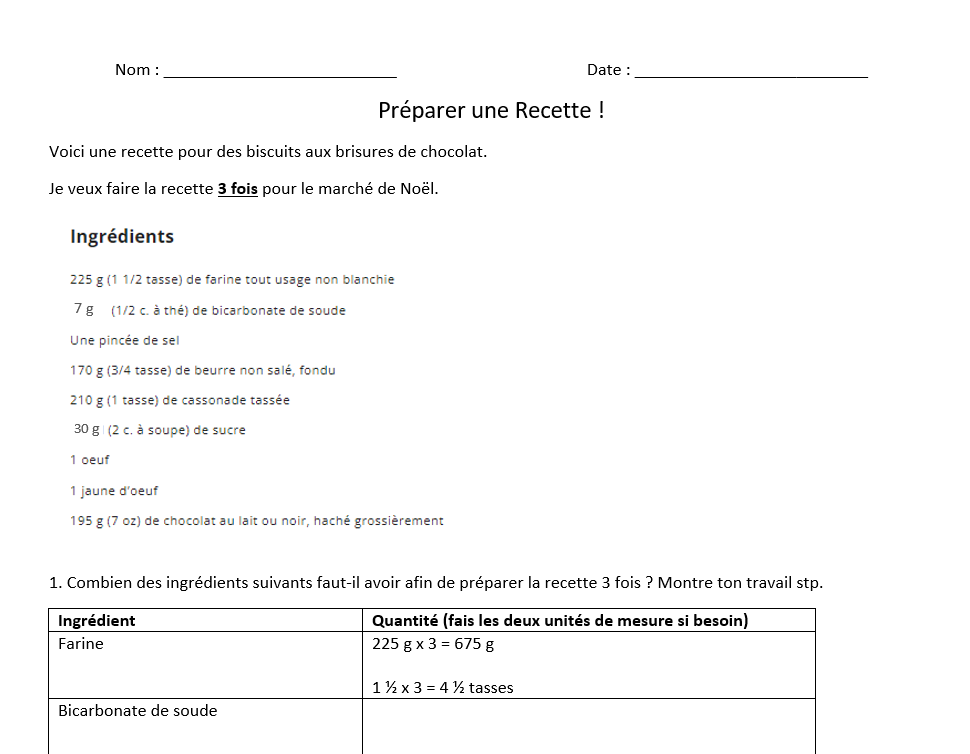 Nom : ___________________________ Date : ___________________________
Préparer une Recette !
Voici une recette pour des biscuits aux brisures de chocolat.
Je veux faire la recette 3 fois pour le marché de Noël.
Ingrédients
225 g (1 1/2 tasse) de farine tout usage non blanchie
7 g (1/2 c. à thé) de bicarbonate de soude
Une pincée de sel
170 g (3/4 tasse) de beurre non salé, fondu
210 g (1 tasse) de cassonade tassée
30 g (2 c. à soupe) de sucre
1 oeuf
1 jaune d'oeuf
195 g (7 oz) de chocolat au lait ou noir, haché grossièrement
1. Combien des ingrédients suivants faut-il avoir afin de préparer la recette 3 fois ? Montre ton travail stp.
Ingrédient Quantité (fais les deux unités de mesure si besoin)
Farine 225 g x 3 = 675 g
1 ½ x 3 = 4 ½ tasses
Bicarbonate de soude